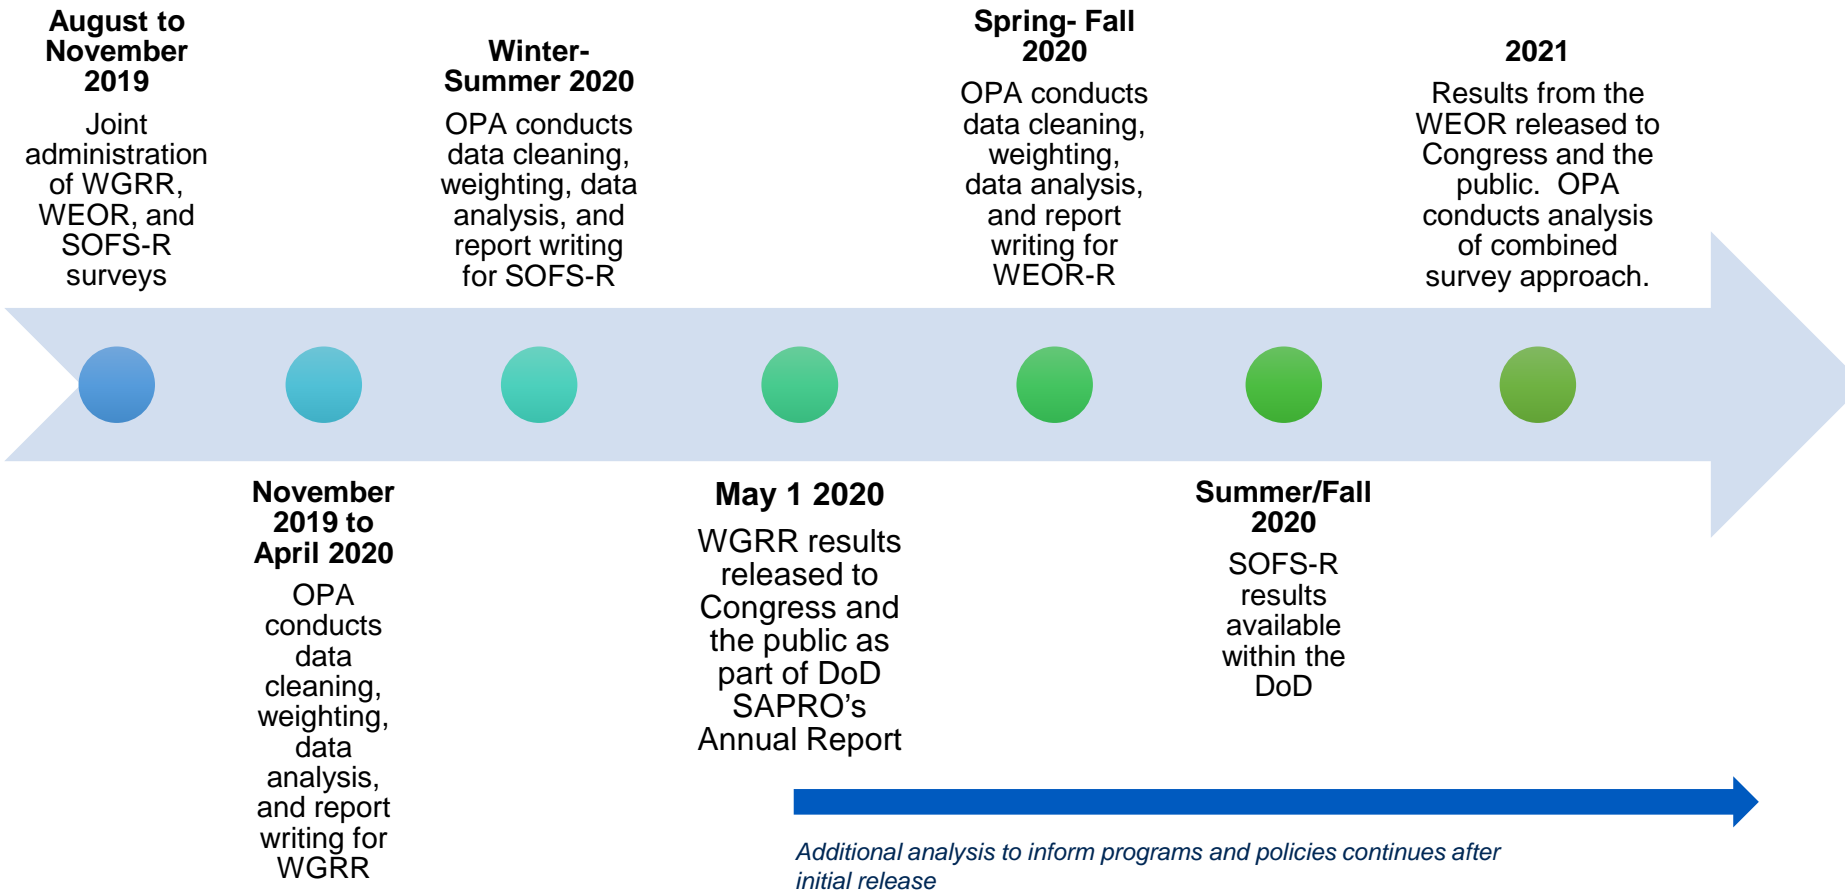 August to
November
2019
Joint
administration
of WGRR,
WEOR, and
SOFS-R
surveys
Winter-
Summer 2020
OPA conducts
data cleaning,
weighting, data
analysis, and
report writing
for SOFS-R
Spring- Fall
2020
OPA conducts
data cleaning,
weighting,
data analysis,
and report
writing for
WEOR-R
2021
Results from the
WEOR released to
Congress and the
public.  OPA
conducts analysis
of combined
survey approach.
November
2019 to
April 2020
OPA
conducts
data
cleaning,
weighting,
data
analysis,
and report
writing for
WGRR
May 1 2020
WGRR results
released to
Congress and
the public as
part of DoD
SAPRO’s
Annual Report
Summer/Fall
2020
SOFS-R
results
available
within the
DoD
Additional analysis to inform programs and policies continues after
initial release